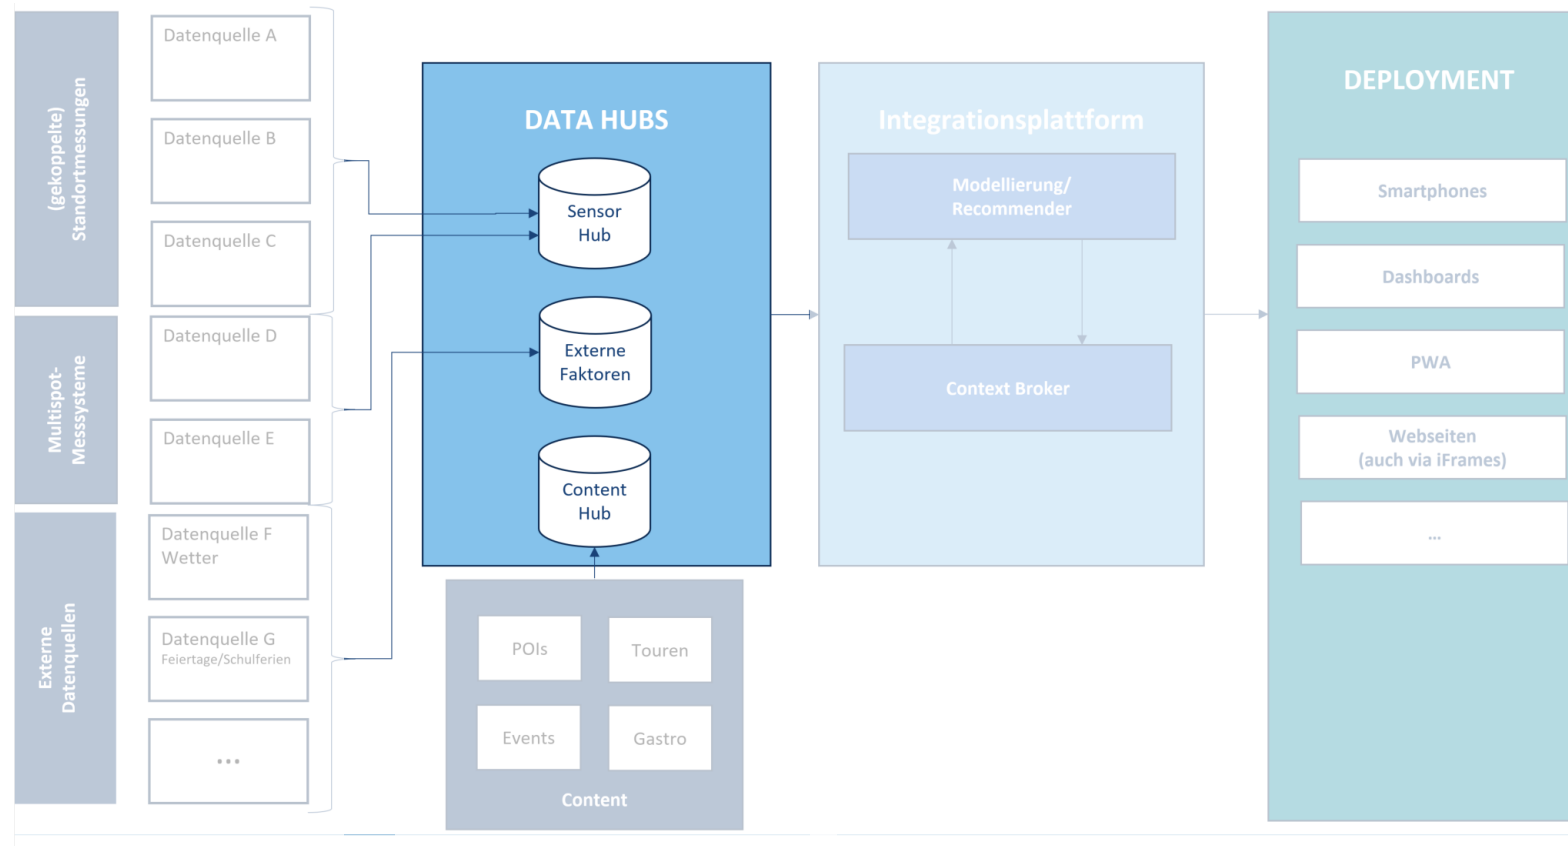 (gekoppelte)
Standortmessungen
Datenquelle A
Datenquelle B
Datenquelle C
Multispot-
Messsysteme
Datenquelle D
Datenquelle E
Externe
Datenquellen
Datenquelle F
Wetter
Datenquelle G
Feiertage/Schulferien
...
DATA HUBS
Sensor
Hub
Externe
Faktoren
Content
Hub
POIs
Touren
Events
Gastro
Content
Integrationsplattform
Modellierung/
Recommender
Context Broker
DEPLOYMENT
Smartphones
Dashboards
PWA
Webseiten
(auch via iFrames)
...